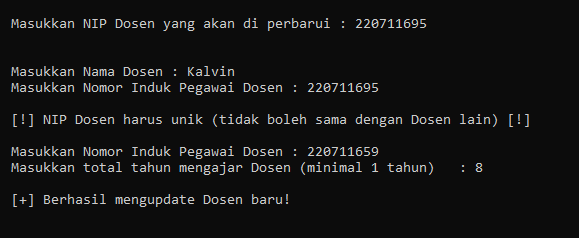 Masukkan NIP Dosen yang akan di perbarui : 220711695
Masukkan Nama Dosen : Kalvin
Masukkan Nomor Induk Pegawai Dosen : 220711695
[!] NIP Dosen harus unik (tidak boleh sama dengan Dosen lain) [!]
Masukkan Nomor Induk Pegawai Dosen : 220711659
Masukkan total tahun mengajar Dosen (minimal 1 tahun)   : 8
[+] Berhasil mengupdate Dosen baru!